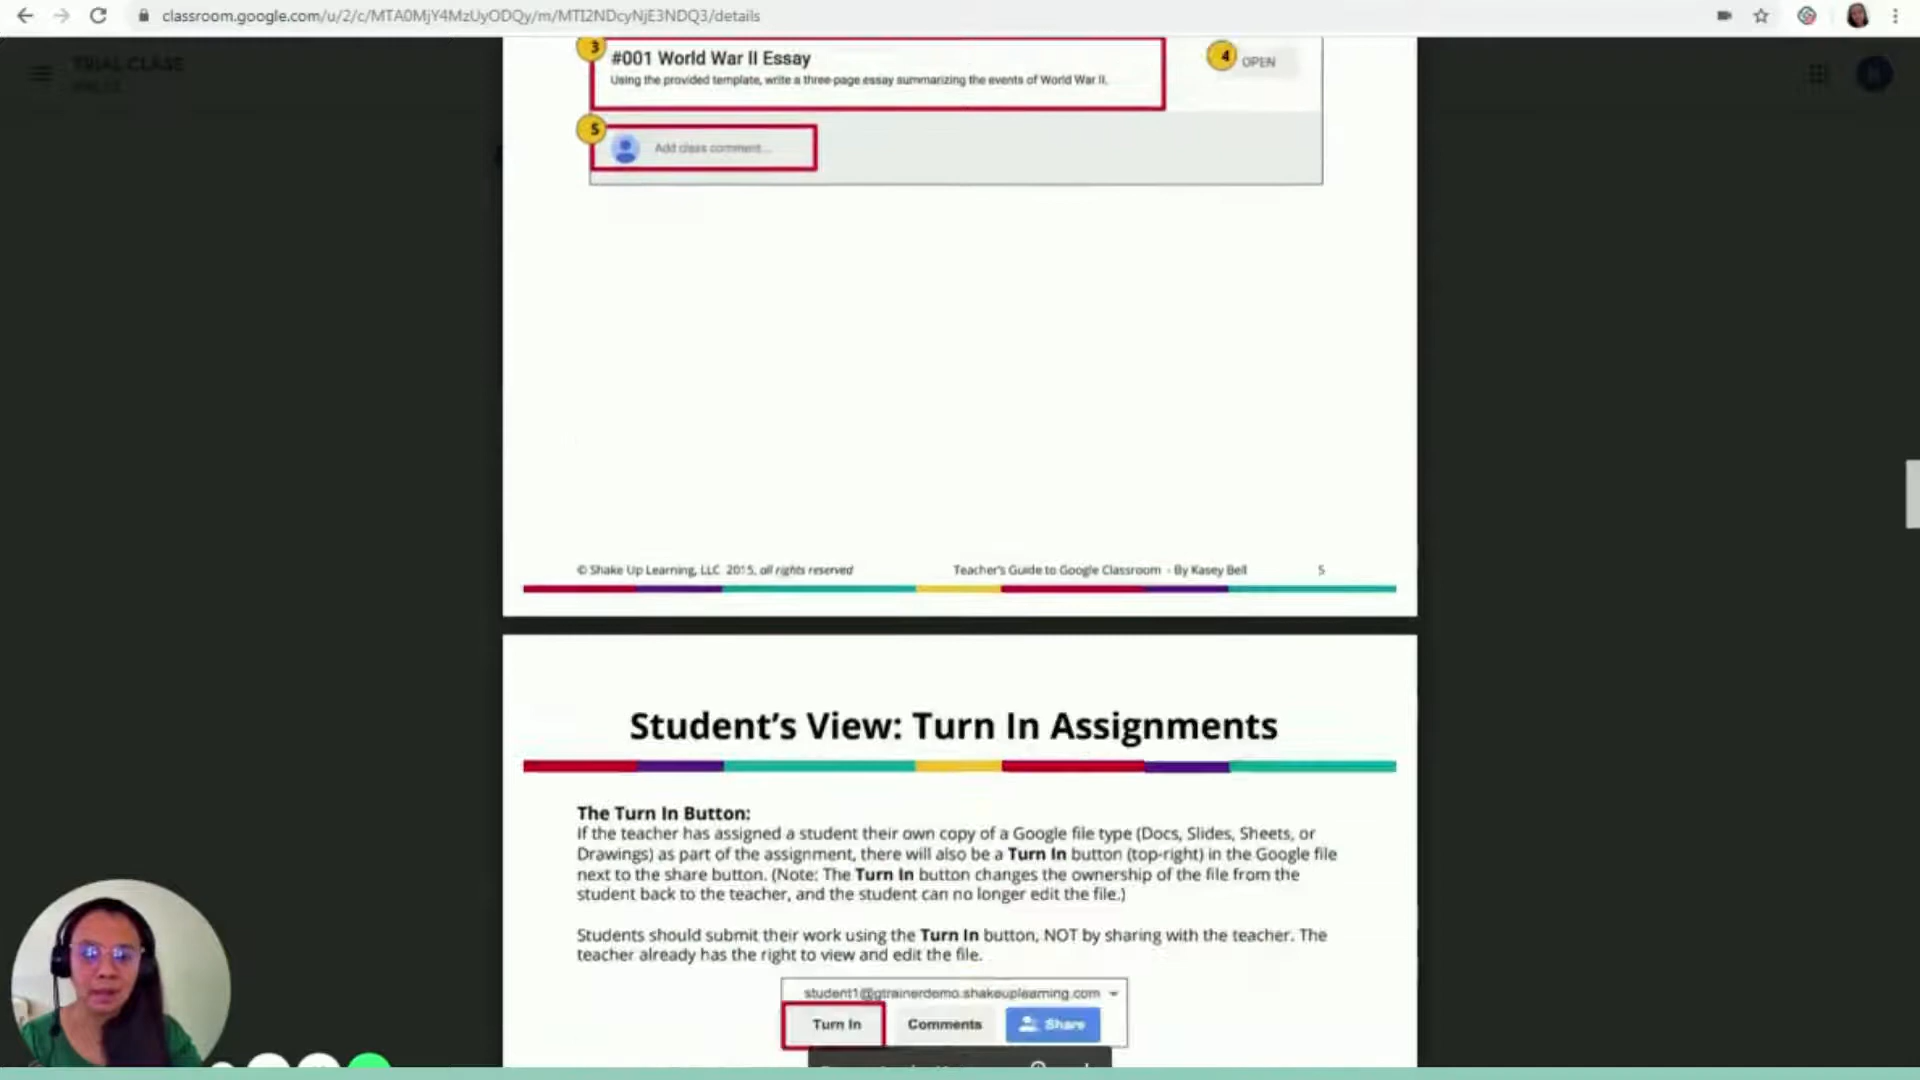 classroom.google.com/u/2/c/MTA0MjY4MzUyODQy/m/MTI2NDcyNjE3NDQ3/details
TRIAL CLASE
3
#001 World War II Essay
4
OPEN
Using the provided template, write a three-page essay summarizing the events of World War II.
5
Add class comment...
© Shake Up Learning, LLC 2015, all rights reserved
Teacher's Guide to Google Classroom - By Kasey Bell
5
Student's View: Turn In Assignments
The Turn In Button:
If the teacher has assigned a student their own copy of a Google file type (Docs, Slides, Sheets, or
Drawings) as part of the assignment, there will also be a Turn In button (top-right) in the Google file
next to the share button. (Note: The Turn In button changes the ownership of the file from the
student back to the teacher, and the student can no longer edit the file.)
Students should submit their work using the Turn In button, NOT by sharing with the teacher. The
teacher already has the right to view and edit the file.
student1@gtrainerdemo.shakeuplearning.com
Turn In
Comments
Share